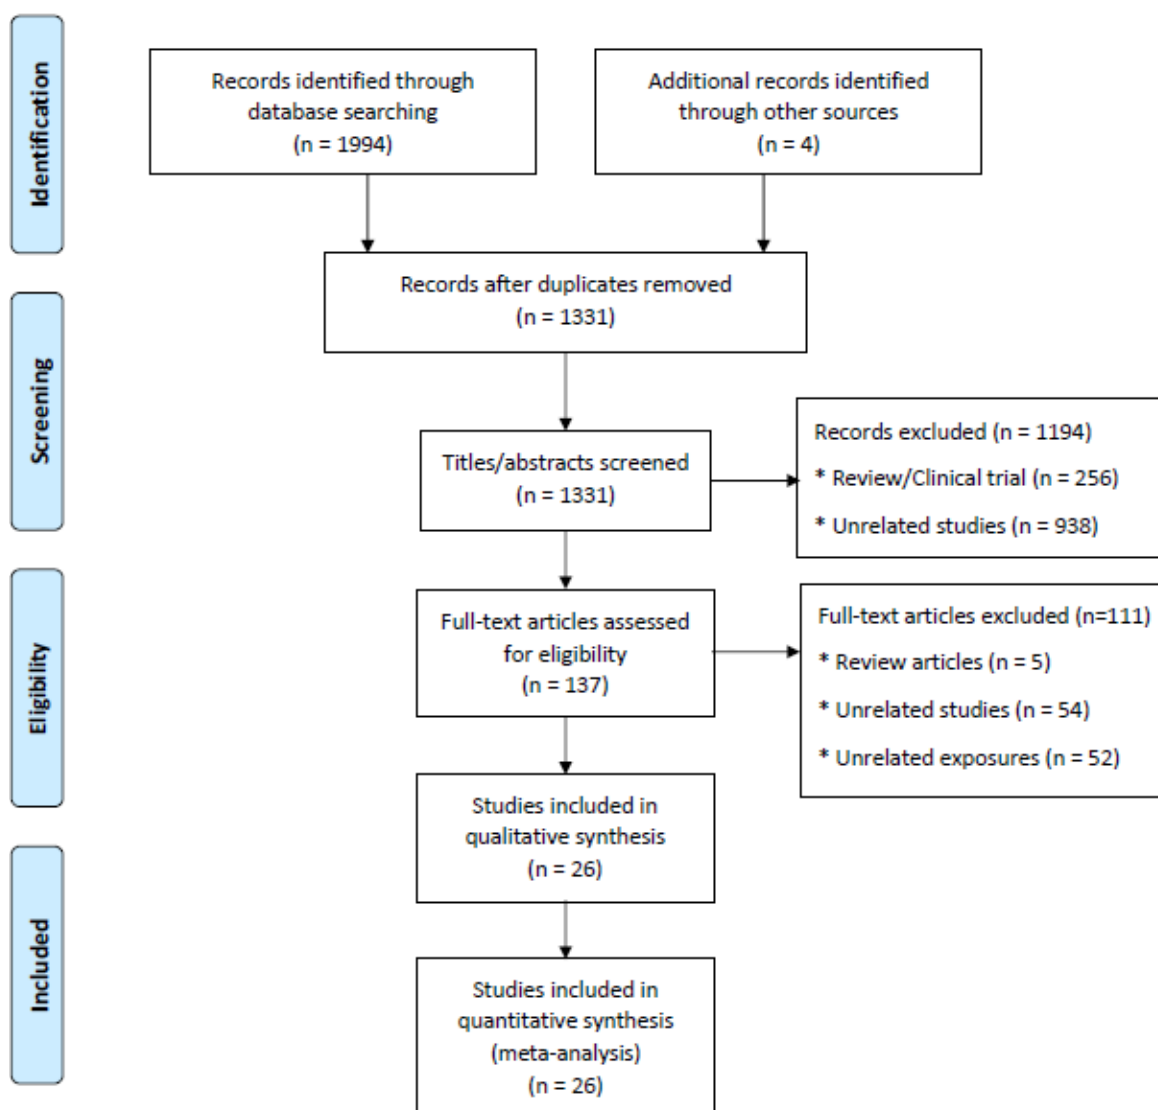 Identification
Records identified through
database searching
(n = 1994)
Additional records identified
through other sources
(n = 4)
Records after duplicates removed
(n = 1331)
Screening
Titles/abstracts screened
(n = 1331)
Records excluded (n = 1194)
* Review/Clinical trial (n = 256)
* Unrelated studies (n = 938)
Eligibility
Full-text articles assessed
for eligibility
(n = 137)
Full-text articles excluded (n=111)
* Review articles (n = 5)
* Unrelated studies (n = 54)
* Unrelated exposures (n = 52)
Studies included in
qualitative synthesis
(n = 26)
Included
Studies included in
quantitative synthesis
(meta-analysis)
(n = 26)